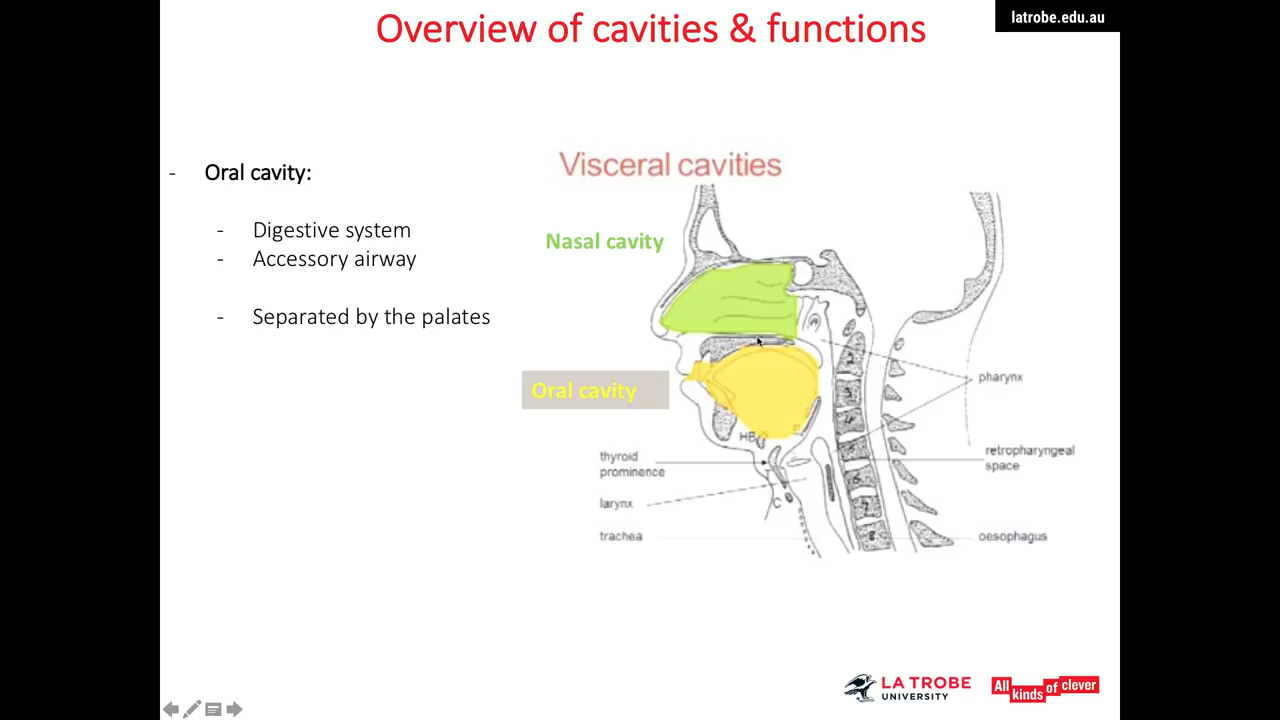 latrobe.edu.au
Overview of cavities & functions
- Oral cavity:
- Digestive system
- Accessory airway
- Separated by the palates
Visceral cavities
Nasal cavity
Oral cavity
pharynx
retropharyngeal
space
oesophagus
thyroid
prominence
larynx
trachea
C
LA TROBE
UNIVERSITY
All kinds of clever